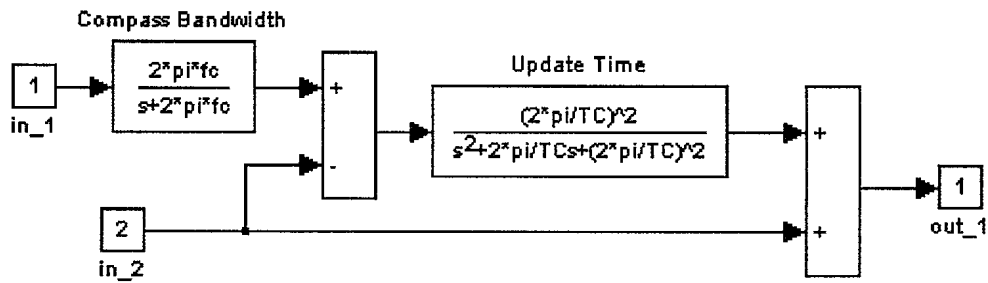 Compass Bandwidth
1
in_1
2*pi*fc
s+2*pi*fc
+
-
Update Time
(2*pi/TC)^2
s^2+2*pi/TCs+(2*pi/TC)^2
+
+
1
out_1
2
in_2